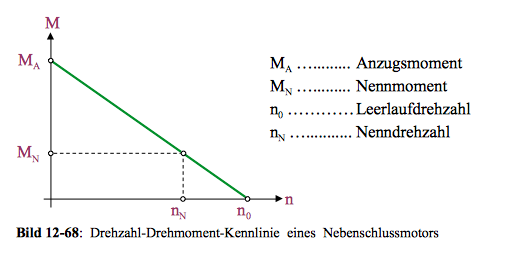 M
M_A
M_N
n_N
n_0
n
M_A …......... Anzugsmoment
M_N …......... Nennmoment
n_0 …………Leerlaufdrehzahl
n_N …........... Nenndrehzahl
Bild 12-68: Drehzahl-Drehmoment-Kennlinie eines Nebenschlussmotors